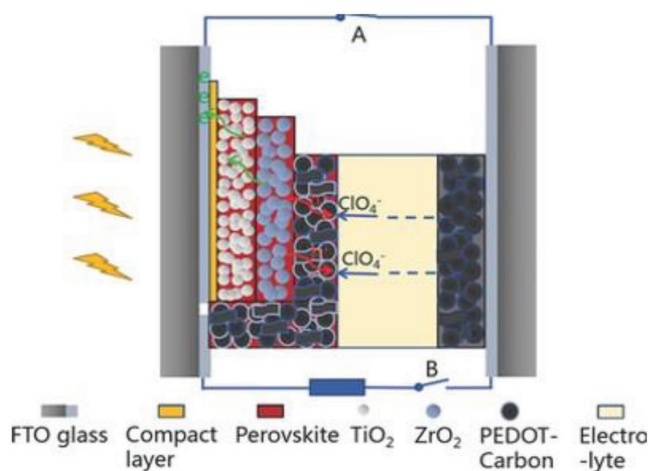 A
ClO₄⁻
ClO₄⁻
B
FTO glass
Compact
layer
Perovskite
TiO₂
ZrO₂
PEDOT-
Carbon
Electro
-lyte